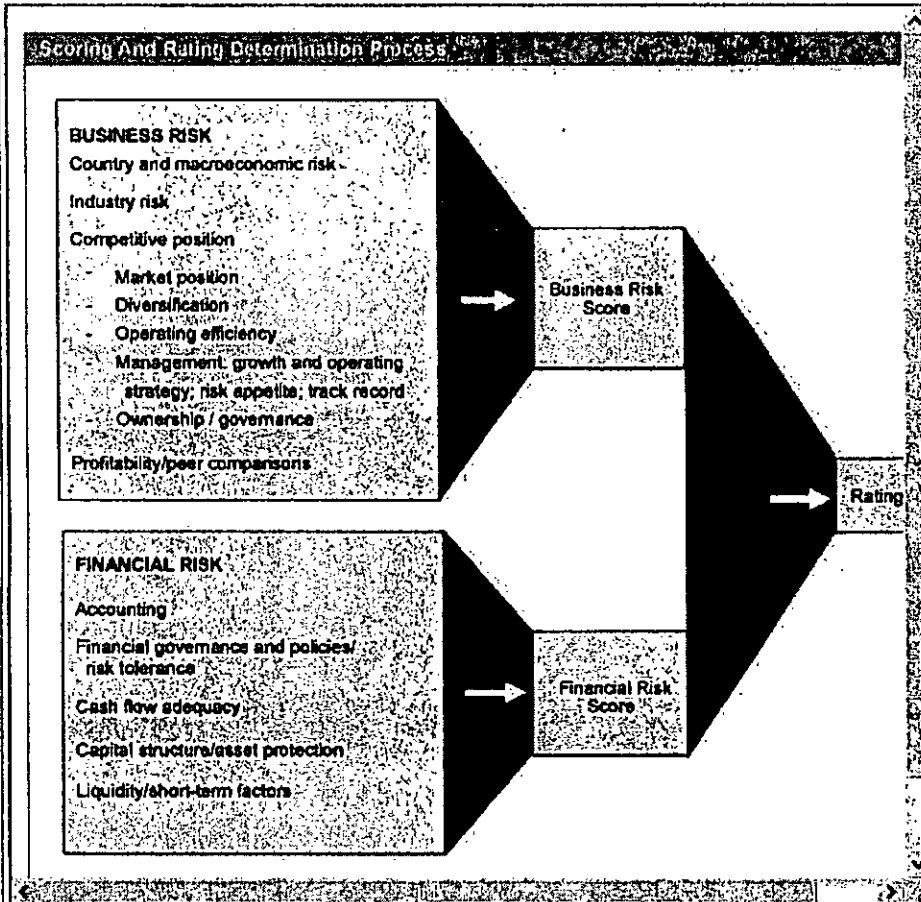 Scoring And Rating Determination Process
BUSINESS RISK
Country and macroeconomic risk
Industry risk
Competitive position
- Market position
- Diversification
- Operating efficiency
- Management: growth and operating
strategy; risk appetite; track record
- Ownership / governance
Profitability/peer comparisons
Business Risk
Score
Rating
FINANCIAL RISK
Accounting
Financial governance and policies/
risk tolerance
Cash flow adequacy
Capital structure/asset protection
Liquidity/short-term factors
Financial Risk
Score